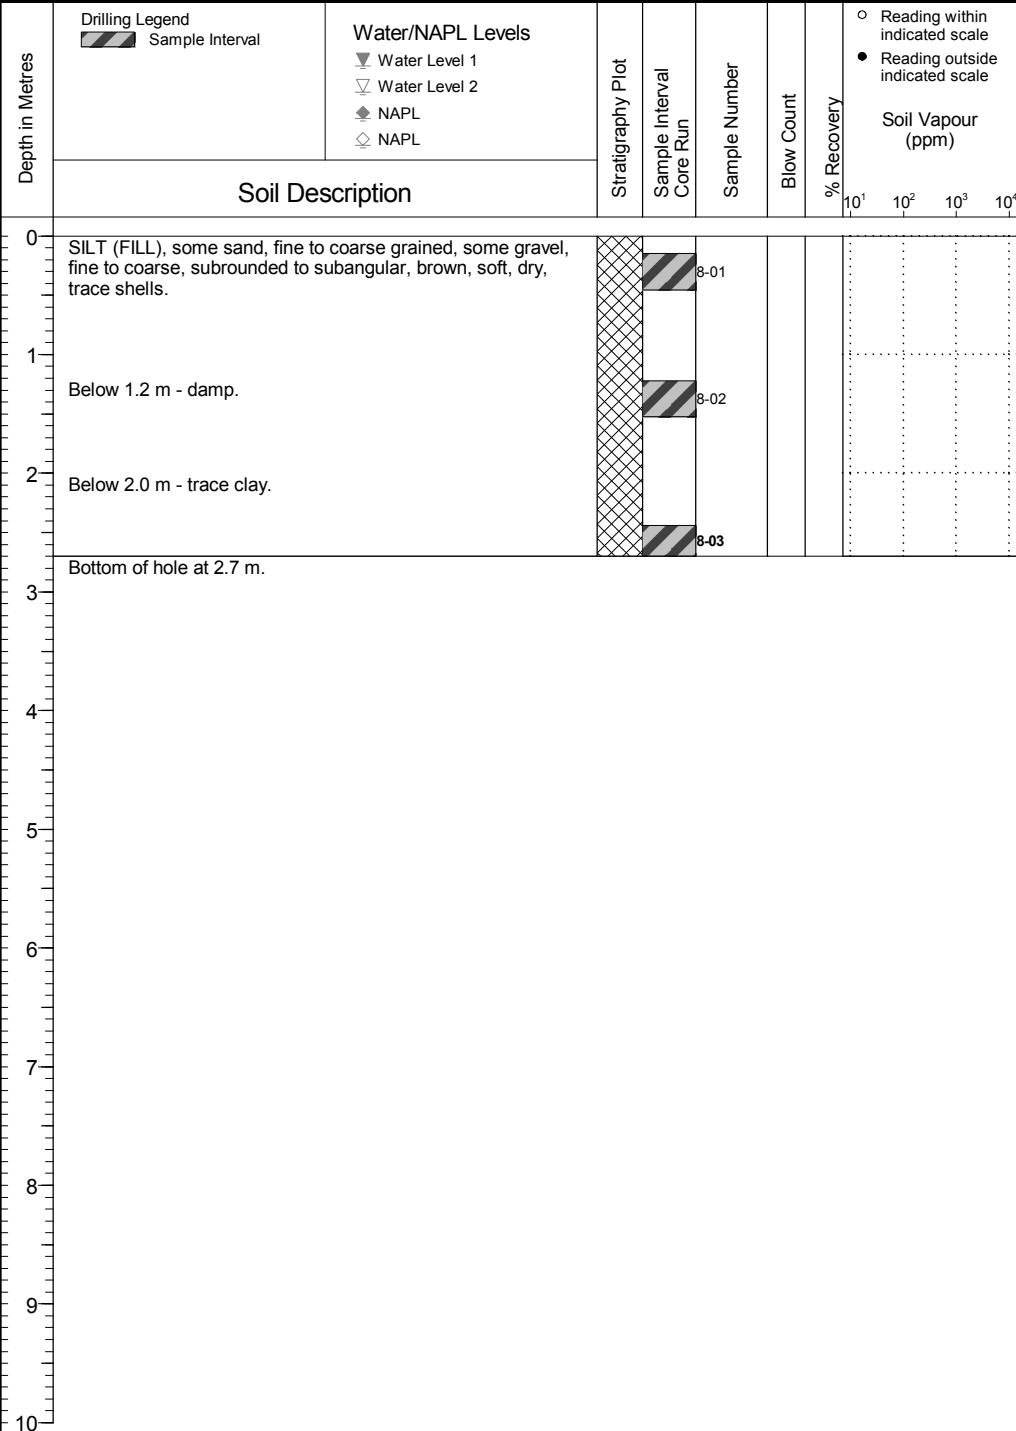 Depth in Metres
Drilling Legend
Sample Interval
Water/NAPL Levels
Water Level 1
Water Level 2
NAPL
NAPL
Soil Description
Stratigraphy Plot
Sample Interval
Core Run
Sample Number
Blow Count
% Recovery
Reading within
indicated scale
Reading outside
indicated scale
Soil Vapour
(ppm)
10¹ 10² 10³ 10⁴
0
SILT (FILL), some sand, fine to coarse grained, some gravel,
fine to coarse, subrounded to subangular, brown, soft, dry,
trace shells.
8-01
1
Below 1.2 m - damp.
8-02
2
Below 2.0 m - trace clay.
8-03
Bottom of hole at 2.7 m.
3
4
5
6
7
8
9
10